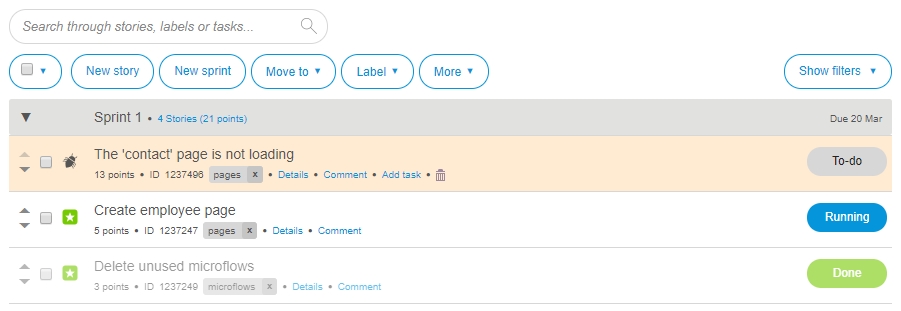 Search through stories, labels or tasks...
New story New sprint Move to Label More Show filters
Sprint 1 • 4 Stories (21 points) Due 20 Mar
The 'contact' page is not loading
To-do
13 points • ID 1237496 pages x • Details • Comment • Add task •
Create employee page
Running
5 points • ID 1237247 pages x • Details • Comment
Delete unused microflows
Done
3 points • ID 1237249 microflows x • Details • Comment